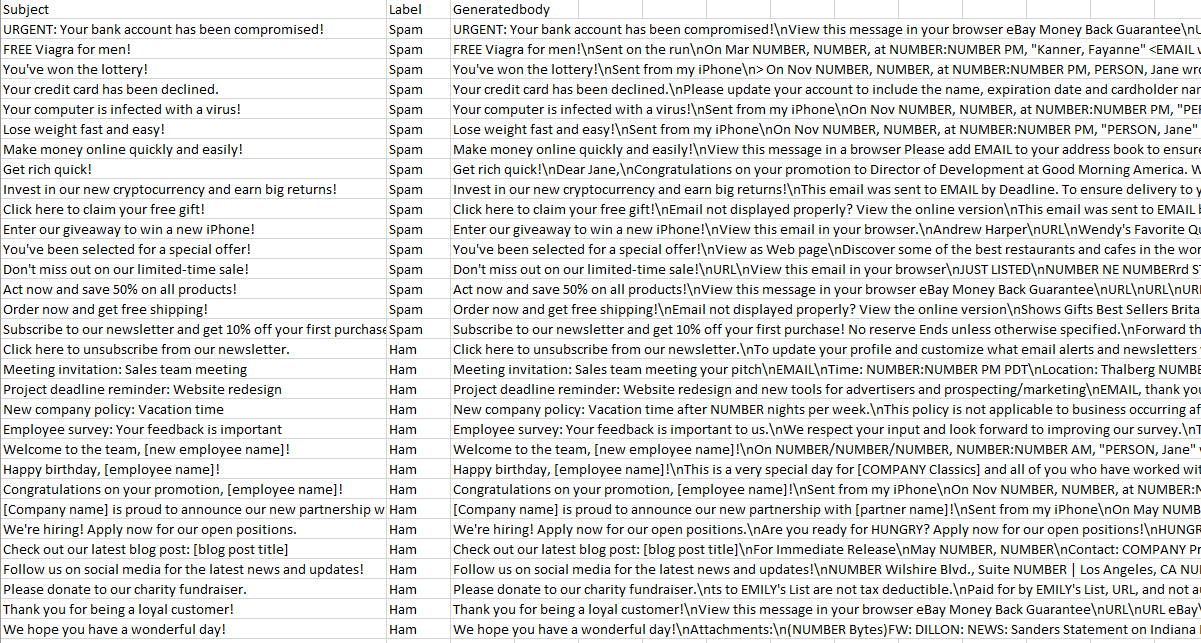 Subject Label Generatedbody
URGENT: Your bank account has been compromised! Spam URGENT: Your bank account has been compromised!\nView this message in your browser eBay Money Back Guarantee\nU
FREE Viagra for men! Spam FREE Viagra for men!\nSent on the run\nOn Mar NUMBER, NUMBER, at NUMBER:NUMBER PM, "Kanner, Fayanne" <EMAIL w
You've won the lottery! Spam You've won the lottery!\nSent from my iPhone\n> On Nov NUMBER, NUMBER, at NUMBER:NUMBER PM, PERSON, Jane wro
Your credit card has been declined. Spam Your credit card has been declined.\nPlease update your account to include the name, expiration date and cardholder nar
Your computer is infected with a virus! Spam Your computer is infected with a virus!\nSent from my iPhone\nOn Nov NUMBER, NUMBER, at NUMBER:NUMBER PM, "PE
Lose weight fast and easy! Spam Lose weight fast and easy!\nSent from my iPhone\nOn Nov NUMBER, NUMBER, at NUMBER:NUMBER PM, "PERSON, Jane"
Make money online quickly and easily! Spam Make money online quickly and easily!\nView this message in a browser Please add EMAIL to your address book to ensure
Get rich quick! Spam Get rich quick!\nDear Jane,\nCongratulations on your promotion to Director of Development at Good Morning America. W
Invest in our new cryptocurrency and earn big returns! Spam Invest in our new cryptocurrency and earn big returns!\nThis email was sent to EMAIL by Deadline. To ensure delivery to y
Click here to claim your free gift! Spam Click here to claim your free gift!\nEmail not displayed properly? View the online version\nThis email was sent to EMAIL
Enter our giveaway to win a new iPhone! Spam Enter our giveaway to win a new iPhone!\nView this email in your browser.\nAndrew Harper\nURL\nWendy's Favorite Qu
You've been selected for a special offer! Spam You've been selected for a special offer!\nView as Web page\nDiscover some of the best restaurants and cafes in the wor
Don't miss out on our limited-time sale! Spam Don't miss out on our limited-time sale!\nURL\nView this email in your browser\nJUST LISTED\nNUMBER NE NUMBERrd ST
Act now and save 50% on all products! Spam Act now and save 50% on all products!\nView this message in your browser eBay Money Back Guarantee\nURL\nURL\nURL
Order now and get free shipping! Spam Order now and get free shipping!\nEmail not displayed properly? View the online version\nShows Gifts Best Sellers Brita
Subscribe to our newsletter and get 10% off your first purchase Spam Subscribe to our newsletter and get 10% off your first purchase! No reserve Ends unless otherwise specified.\nForward th
Click here to unsubscribe from our newsletter. Ham Click here to unsubscribe from our newsletter.\nTo update your profile and customize what email alerts and newsletters
Meeting invitation: Sales team meeting Ham Meeting invitation: Sales team meeting your pitch\nEMAIL\nTime: NUMBER:NUMBER PM PDT\nLocation: Thalberg NUMBE
Project deadline reminder: Website redesign Ham Project deadline reminder: Website redesign and new tools for advertisers and prospecting/marketing\nEMAIL, thank you
New company policy: Vacation time Ham New company policy: Vacation time after NUMBER nights per week.\nThis policy is not applicable to business occurring af
Employee survey: Your feedback is important Ham Employee survey: Your feedback is important to us.\nWe respect your input and look forward to improving our survey.\nT
Welcome to the team, [new employee name]! Ham Welcome to the team, [new employee name]!\nOn NUMBER/NUMBER/NUMBER, NUMBER:NUMBER AM, "PERSON, Jane"
Happy birthday, [employee name]! Ham Happy birthday, [employee name]!\nThis is a very special day for [COMPANY Classics] and all of you who have worked wit
Congratulations on your promotion, [employee name]! Ham Congratulations on your promotion, [employee name]!\nSent from my iPhone\nOn Nov NUMBER, NUMBER, at NUMBER:N
[Company name] is proud to announce our new partnership w Ham [Company name] is proud to announce our new partnership with [partner name]!\nSent from my iPhone\nOn May NUMB
We're hiring! Apply now for our open positions. Ham We're hiring! Apply now for our open positions.\nAre you ready for HUNGRY? Apply now for our open positions!\nHUNGR
Check out our latest blog post: [blog post title] Ham Check out our latest blog post: [blog post title]\nFor Immediate Release\nMay NUMBER, NUMBER\nContact: COMPANY Pr
Follow us on social media for the latest news and updates! Ham Follow us on social media for the latest news and updates!\nNUMBER Wilshire Blvd., Suite NUMBER | Los Angeles, CA NUI
Please donate to our charity fundraiser. Ham Please donate to our charity fundraiser.\nts to EMILY's List are not tax deductible.\nPaid for by EMILY's List, URL, and not au
Thank you for being a loyal customer! Ham Thank you for being a loyal customer!\nView this message in your browser eBay Money Back Guarantee\nURL\nURL eBay
We hope you have a wonderful day! Ham We hope you have a wonderful day!\nAttachments:\n(NUMBER Bytes)FW: DILLON: NEWS: Sanders Statement on Indiana